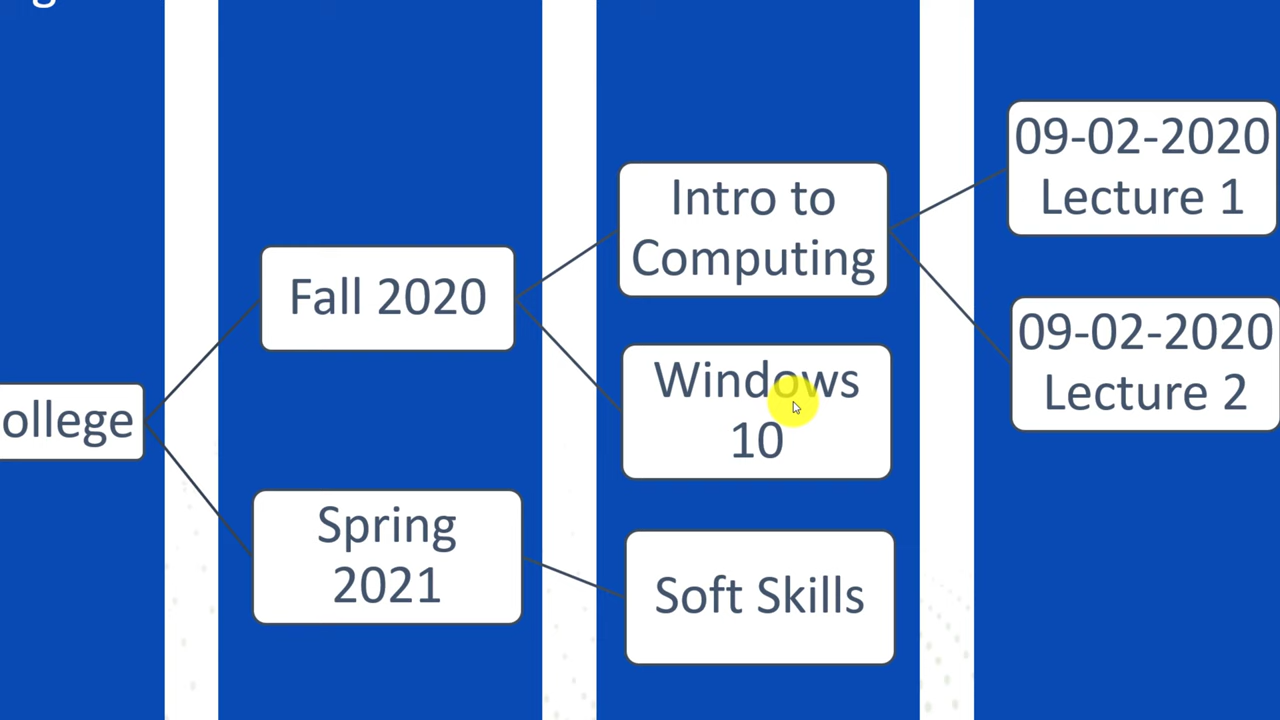 ollege
Fall 2020
Spring
2021
Intro to
Computing
Windows
10
Soft Skills
09-02-2020
Lecture 1
09-02-2020
Lecture 2